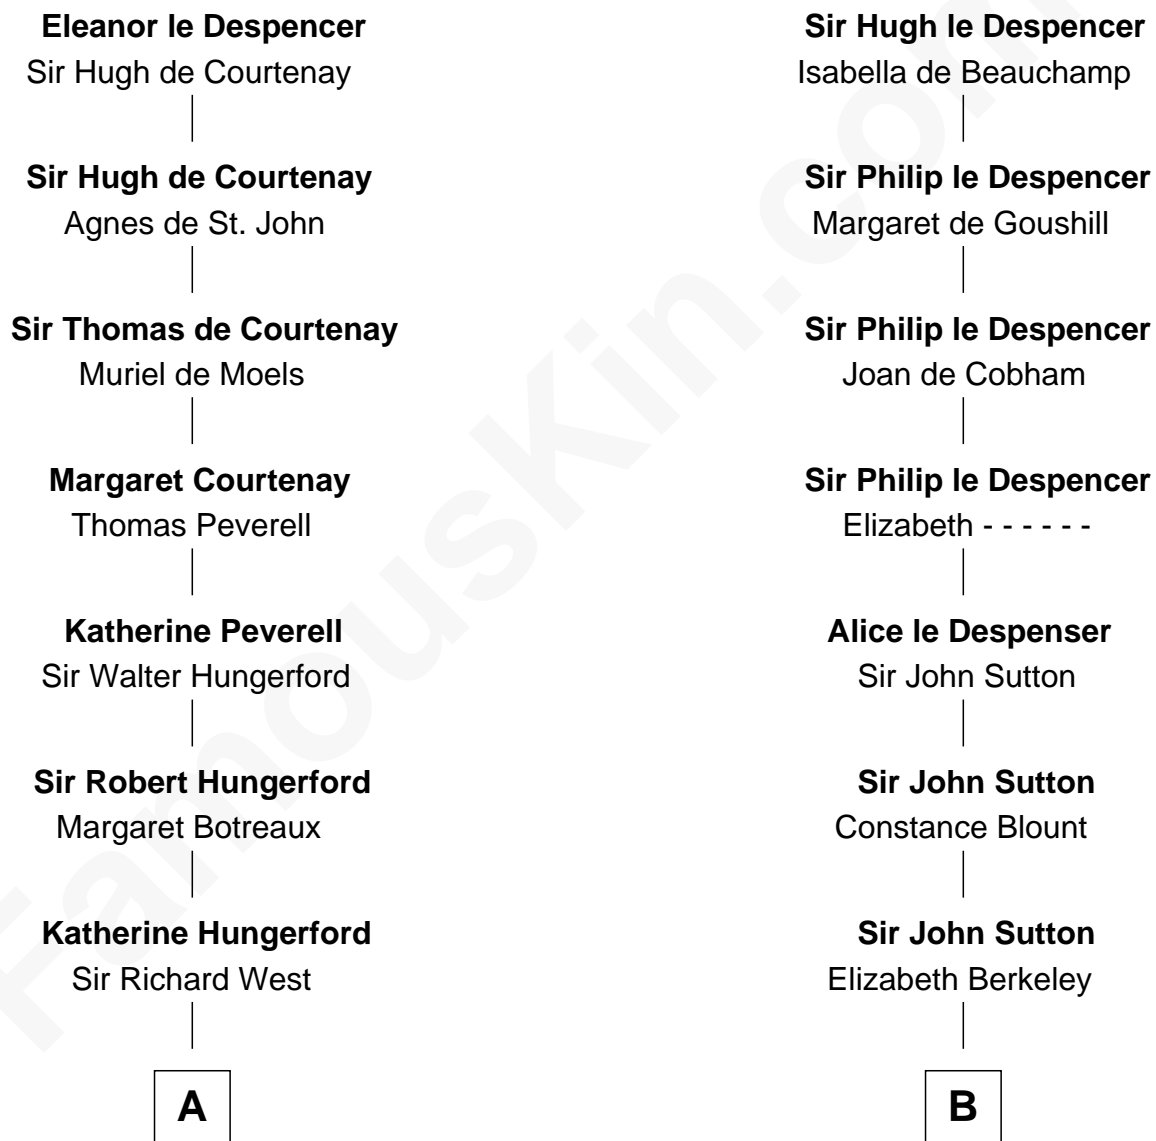 Eleanor le Despencer
Sir Hugh de Courtenay
Sir Hugh de Courtenay
Agnes de St. John
Sir Thomas de Courtenay
Muriel de Moels
Margaret Courtenay
Thomas Peverell
Katherine Peverell
Sir Walter Hungerford
Sir Robert Hungerford
Margaret Botreaux
Katherine Hungerford
Sir Richard West
A
Sir Hugh le Despencer
Isabella de Beauchamp
Sir Philip le Despencer
Margaret de Goushill
Sir Philip le Despencer
Joan de Cobham
Sir Philip le Despencer
Elizabeth - - - - - -
Alice le Despenser
Sir John Sutton
Sir John Sutton
Constance Blount
Sir John Sutton
Elizabeth Berkeley
B
FamousKin.com